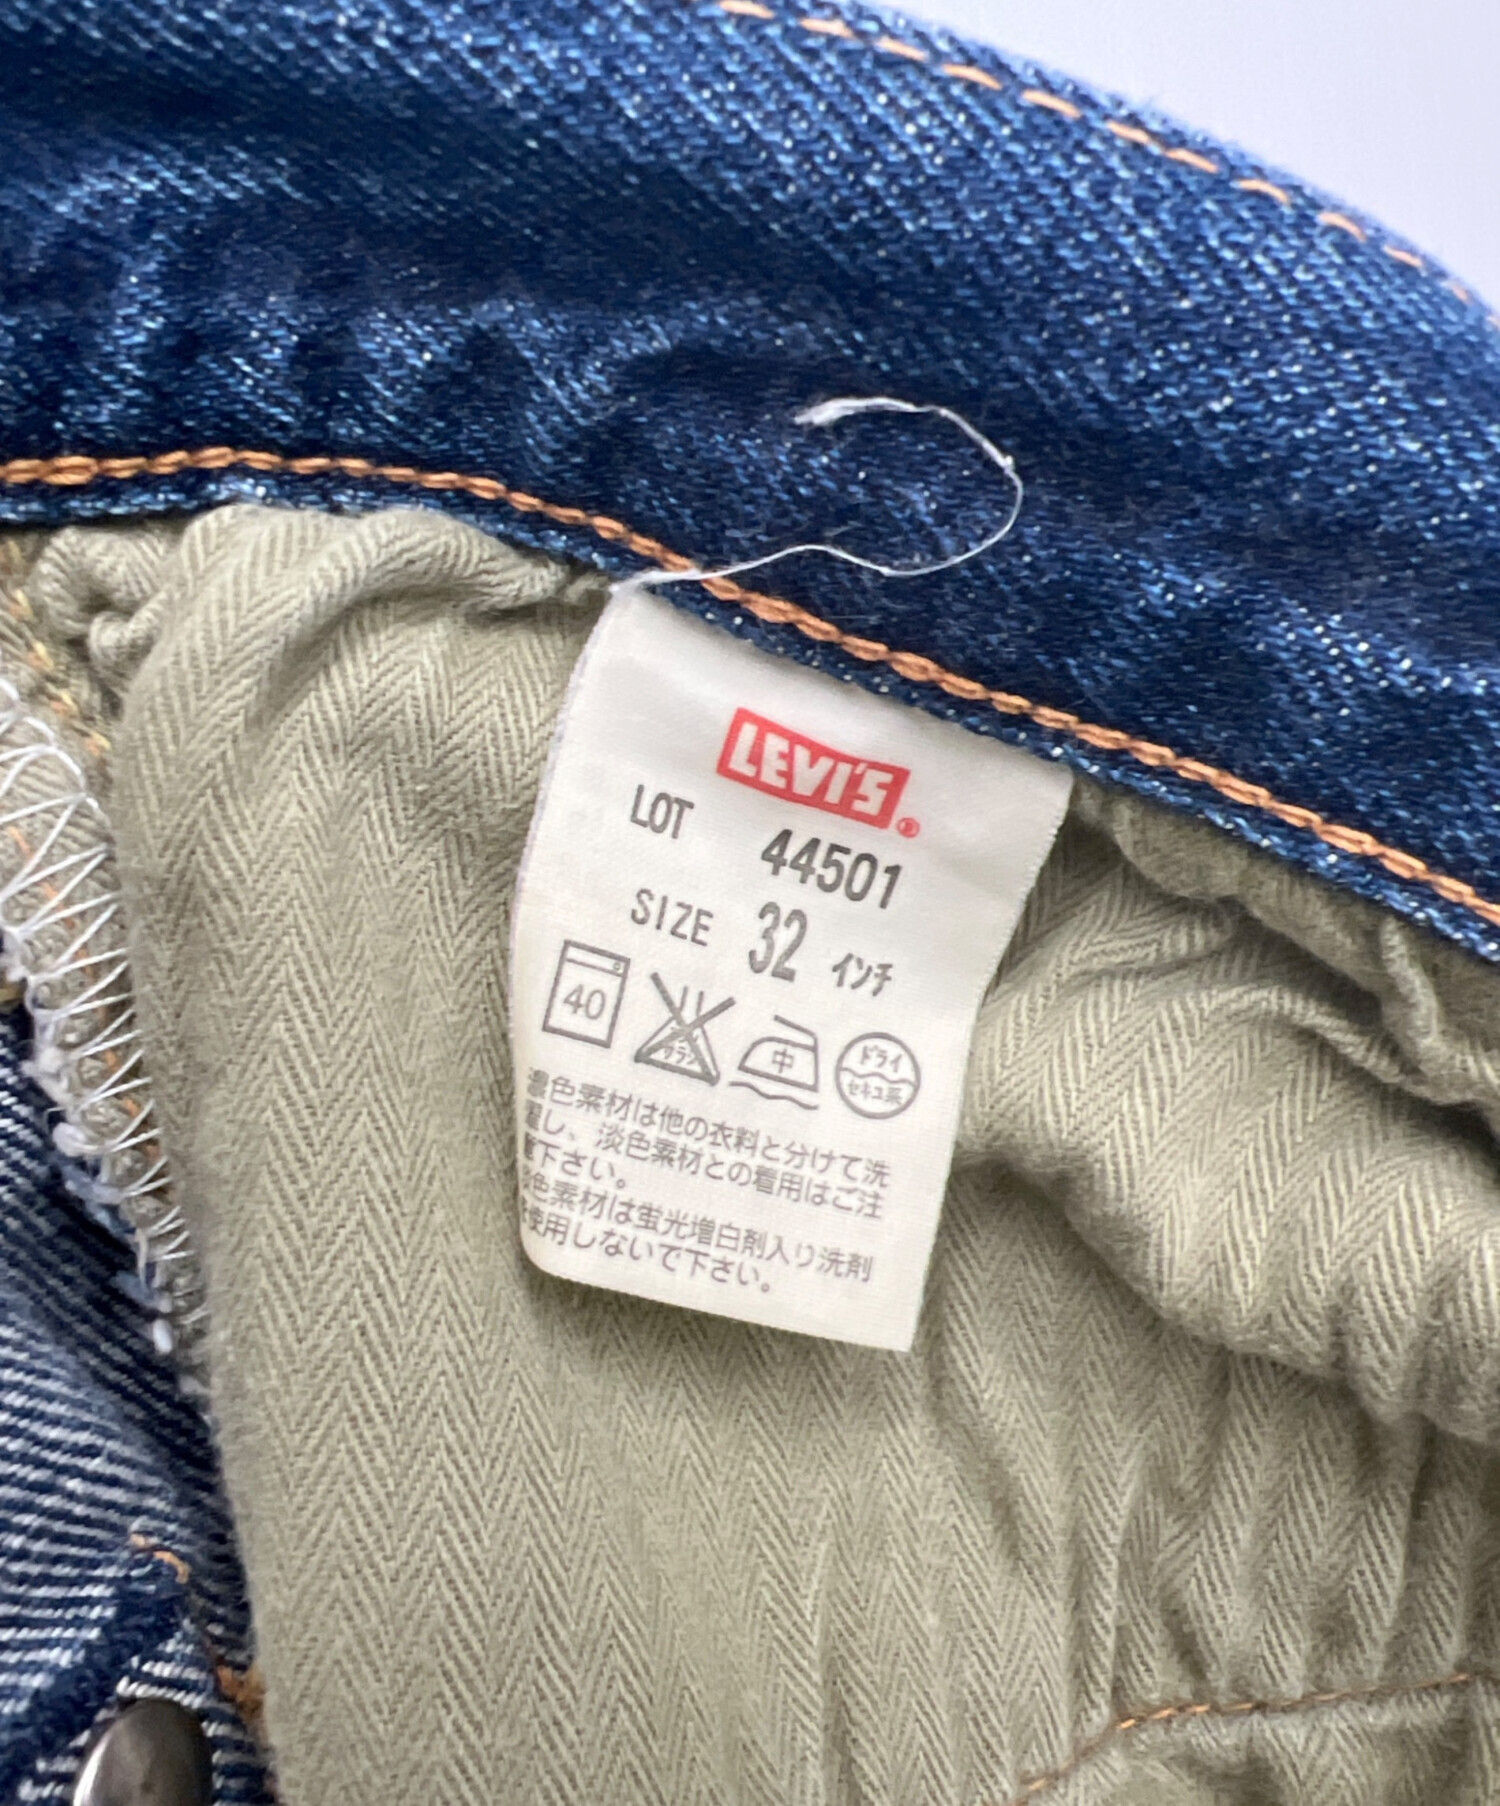 LEVI'S®
LOT 44501
SIZE 32 インチ
40
中
ドライ
セキユ系
濃色素材は他の衣料と分けて洗
濯し、淡色素材との着用はご注
下さい。
色素材は蛍光増白剤入り洗剤
使用しないで下さい。